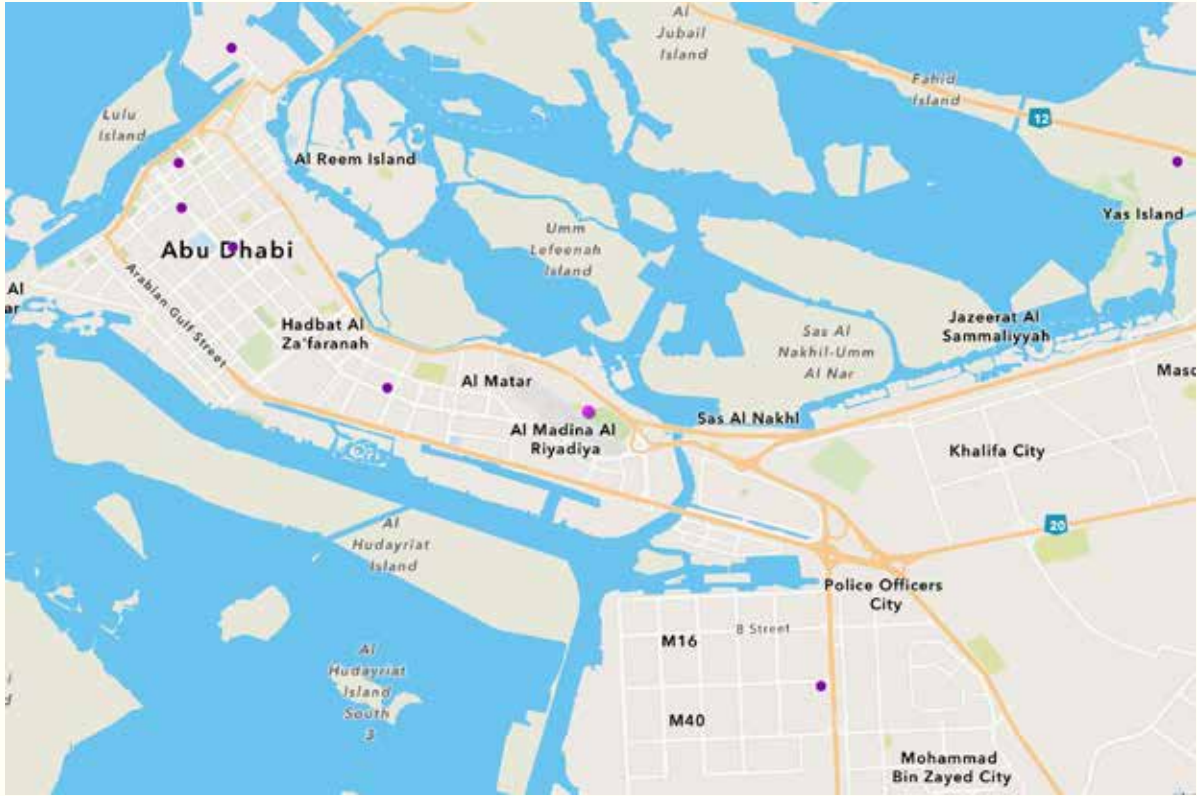 Al
Jubail
Island
Fahid
Island
12
Lulu
Island
Al Reem Island
Yas Island
Umm
Lefeenah
Island
Abu Dhabi
Arabian Gulf Street
Al
ar
Hadbat Al
Za'faranah
Jazeerat Al
Sammaliyyah
Sas Al
Nakhil-Umm
Al Nar
Masd
Al Matar
Sas Al Nakhl
Al Madina Al
Riyadiya
Khalifa City
Al
Hudayriat
Island
20
Police Officers
City
M16
8 Street
Al
Hudayriat
Island
South
3
M40
Mohammad
Bin Zayed City